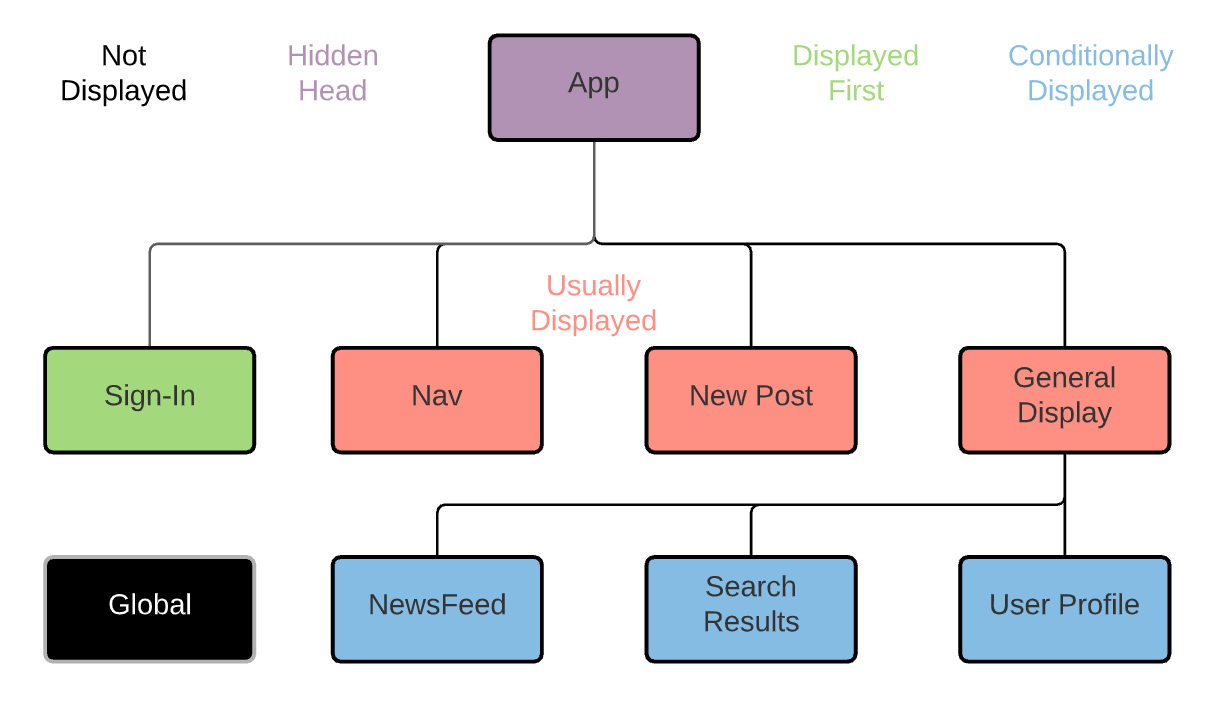 Not
Displayed
Hidden
Head
App
Displayed
First
Conditionally
Displayed
Usually
Displayed
Sign-In
Nav
New Post
General
Display
Global
NewsFeed
Search
Results
User Profile